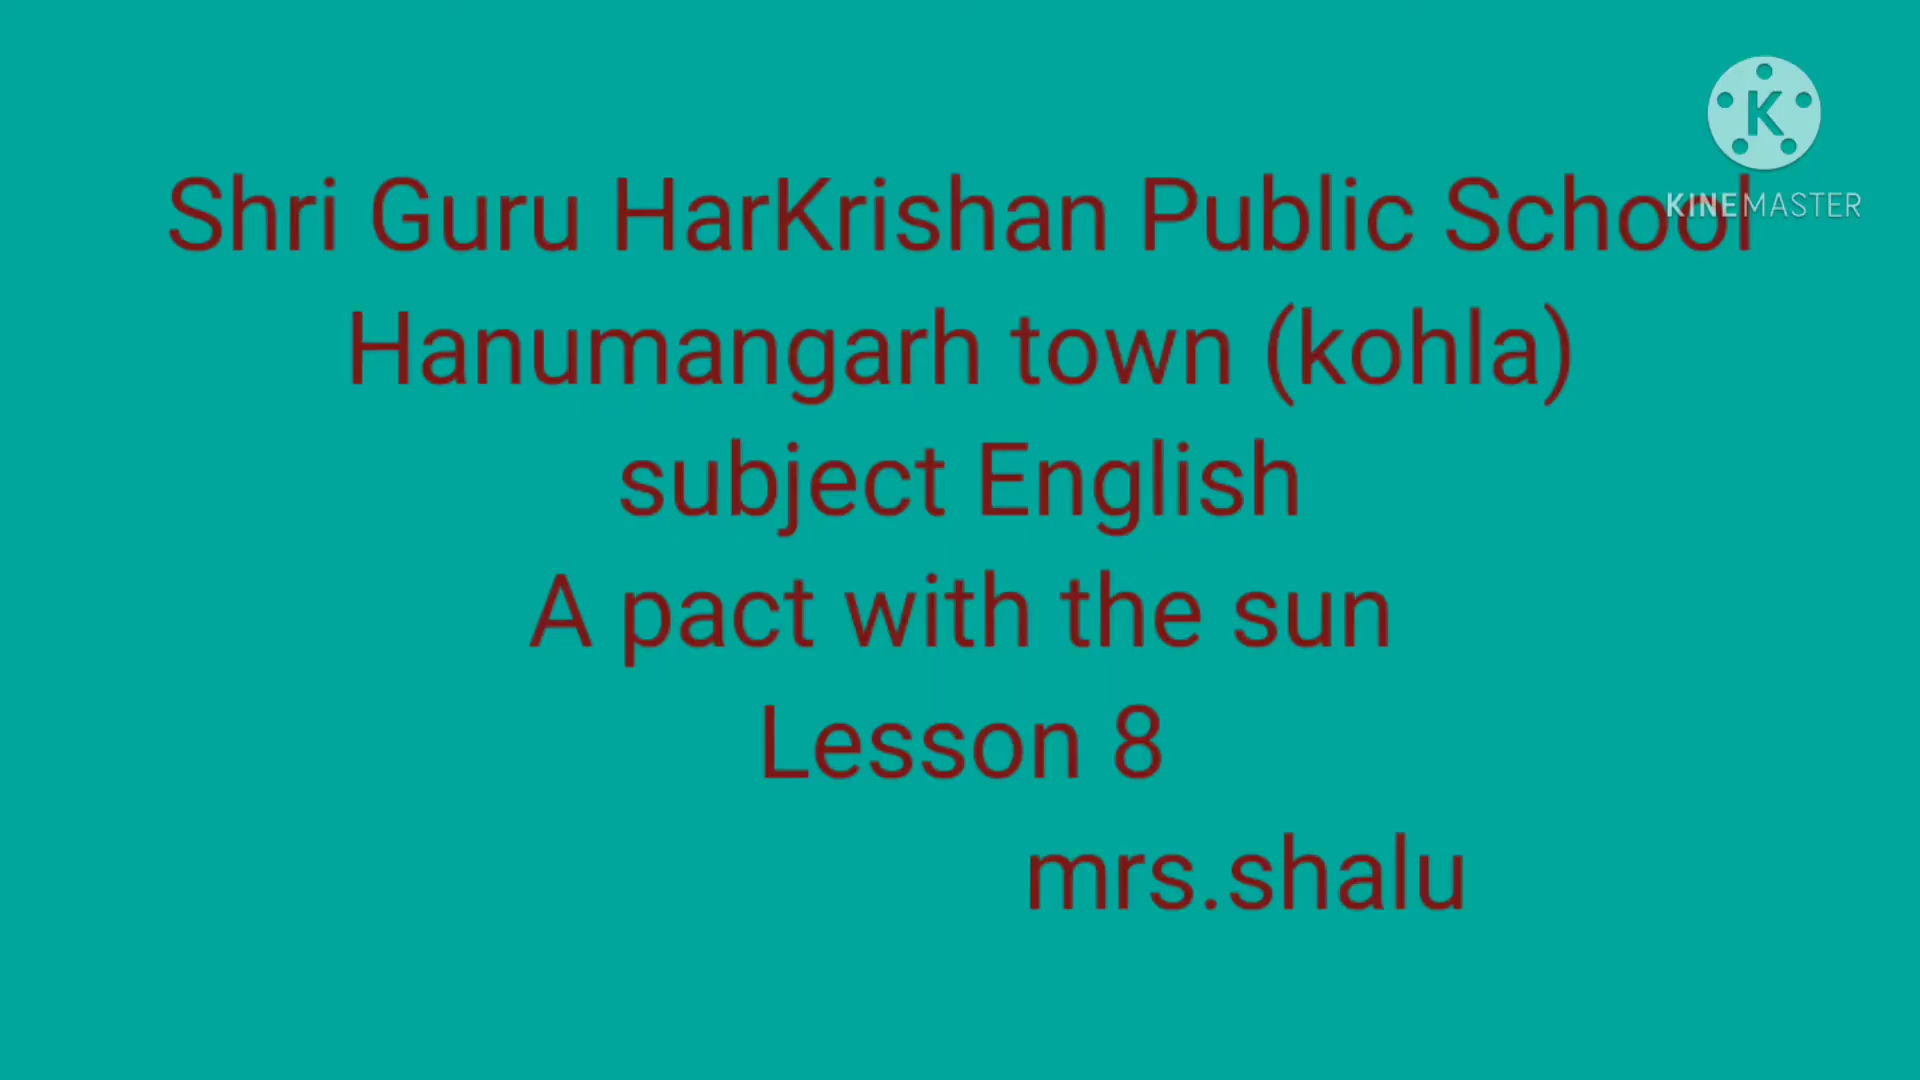 KINEMASTER
Shri Guru HarKrishan Public School
Hanumangarh town (kohla)
subject English
A pact with the sun
Lesson 8
mrs.shalu